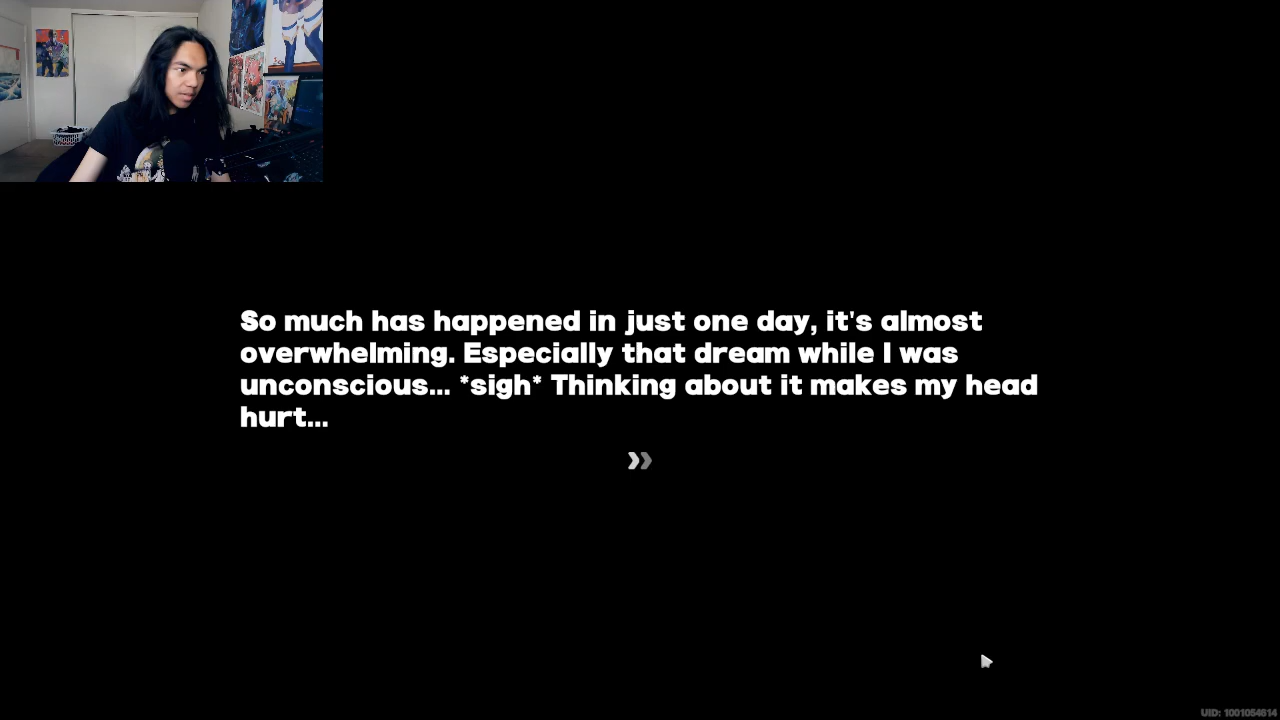 So much has happened in just one day, it's almost
overwhelming. Especially that dream while I was
unconscious... *sigh* Thinking about it makes my head
hurt...
UID: 1001054614